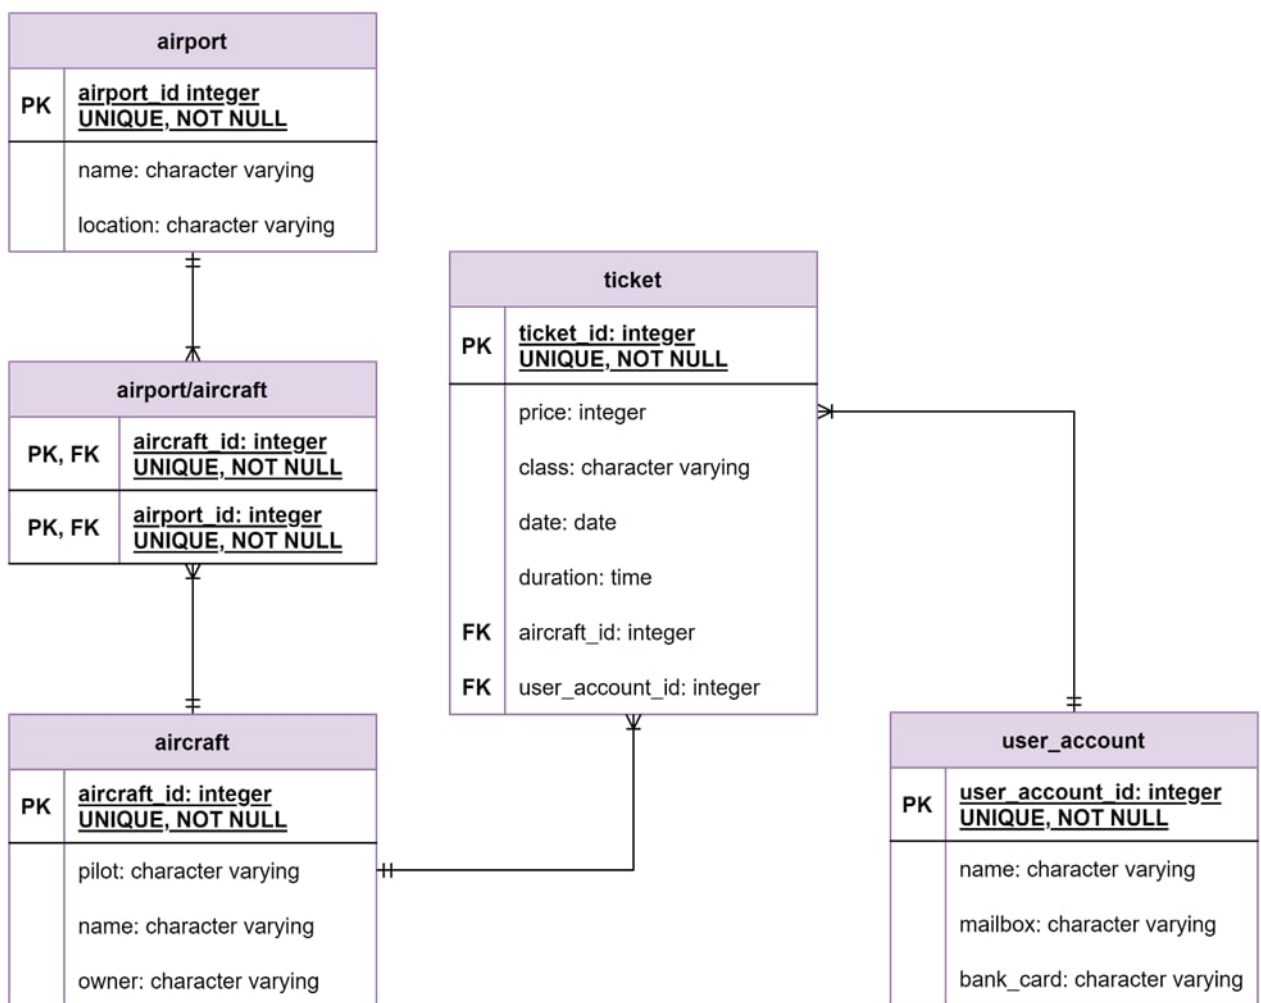 airport
PK
airport_id integer
UNIQUE, NOT NULL
name: character varying
location: character varying
airport/aircraft
PK, FK
aircraft_id: integer
UNIQUE, NOT NULL
PK, FK
airport_id: integer
UNIQUE, NOT NULL
aircraft
PK
aircraft_id: integer
UNIQUE, NOT NULL
pilot: character varying
name: character varying
owner: character varying
ticket
PK
ticket_id: integer
UNIQUE, NOT NULL
price: integer
class: character varying
date: date
duration: time
FK
aircraft_id: integer
FK
user_account_id: integer
user_account
PK
user_account_id: integer
UNIQUE, NOT NULL
name: character varying
mailbox: character varying
bank_card: character varying